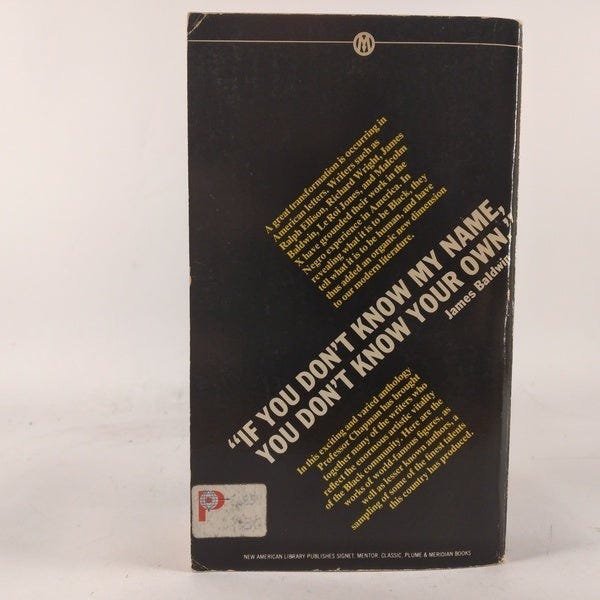 M
A great transformation is occurring in
American letters. Writers such as
Ralph Ellison, Richard Wright, James
Baldwin, Le Roi Jones, and Malcolm
X have grounded their work in the
Negro experience in America. In
revealing what it is to be Black, they
tell what it is to be human, and have
thus added an organic new dimension
to our modern literature.
"IF YOU DON'T KNOW MY NAME,
YOU DON'T KNOW YOUR OWN."
James Baldwin
In this exciting and varied anthology
Professor Chapman has brought
together many of the writers who
reflect the enormous artistic vitality
of the Black community. Here are the
works of world-famous figures, as
well as lesser known authors, a
sampling of some of the finest talents
this country has produced.
P
NEW AMERICAN LIBRARY PUBLISHES SIGNET, MENTOR, CLASSIC, PLUME & MERIDIAN BOOKS